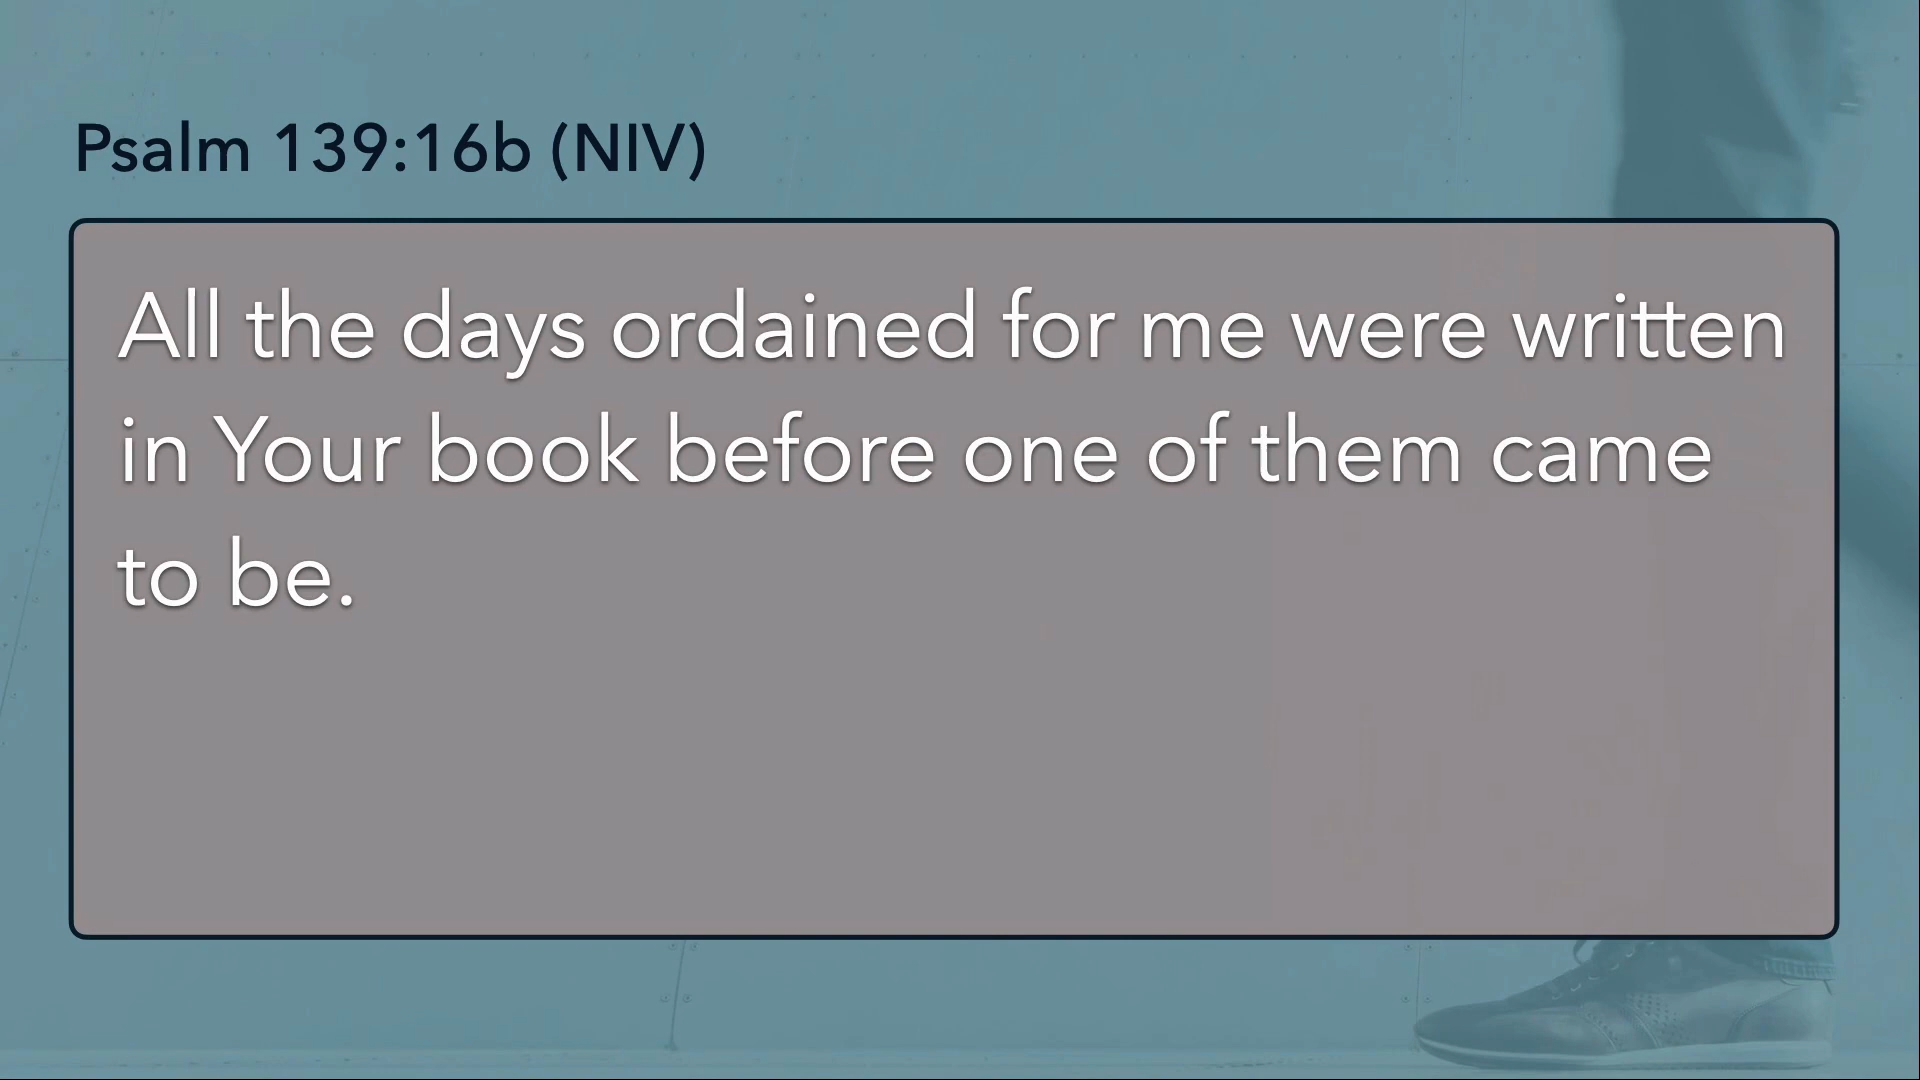 Psalm 139:16b (NIV)
All the days ordained for me were written
in Your book before one of them came
to be.